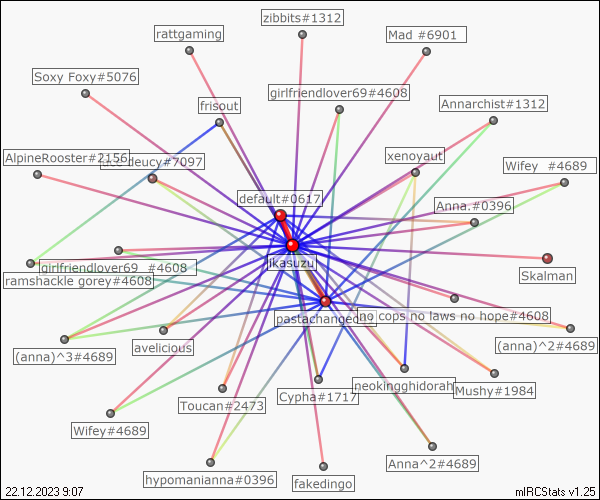 zibbits#1312
rattgaming
Mad #6901
Soxy Foxy#5076
girlfriendlover69#4608
frisout
Annarchist#1312
AlpineRooster#2156
deucy#7097
xenoyaut
Wifey #4689
default#0617
Anna.#0396
jikasuzu
girlfriendlover69 #4608
Skalman
ramshackle gorey#4608
pastachanged
no cops no laws no hope#4608
(anna)^3#4689
avelicious
(anna)^2#4689
neokingghidorah
Mushy#1984
Cypha#1717
Toucan#2473
Wifey#4689
Anna^2#4689
hypomanianna#0396
fakedingo
22.12.2023 9:07
mIRCStats v1.25